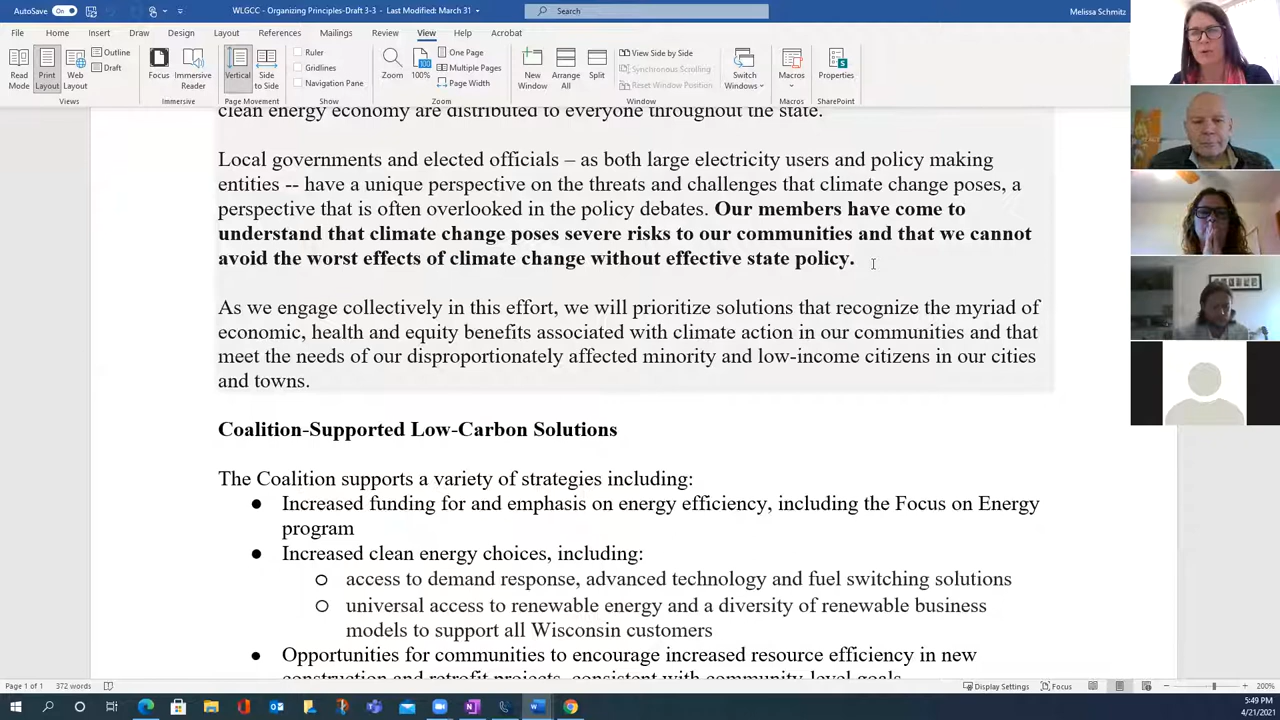 AutoSave On
WLGCC - Organizing Principles-Draft 3-3 • Last Modified: March 31
Search
Melissa Schmitz
File Home Insert Draw Design Layout References Mailings Review View Help Acrobat
Read Mode
Print Layout
Web Layout
Outline
Draft
Views
Focus
Immersive Reader
Immersive
Vertical
Side to Side
Page Movement
Ruler
Gridlines
Navigation Pane
Show
Zoom
100%
One Page
Multiple Pages
Page Width
Zoom
New Window
Arrange All
Split
View Side by Side
Synchronous Scrolling
Reset Window Position
Window
Switch Windows
Macros
Macros
Properties
SharePoint
clean energy economy are distributed to everyone throughout the state.
Local governments and elected officials – as both large electricity users and policy making
entities -- have a unique perspective on the threats and challenges that climate change poses, a
perspective that is often overlooked in the policy debates. Our members have come to
understand that climate change poses severe risks to our communities and that we cannot
avoid the worst effects of climate change without effective state policy.
As we engage collectively in this effort, we will prioritize solutions that recognize the myriad of
economic, health and equity benefits associated with climate action in our communities and that
meet the needs of our disproportionately affected minority and low-income citizens in our cities
and towns.
Coalition-Supported Low-Carbon Solutions
The Coalition supports a variety of strategies including:
● Increased funding for and emphasis on energy efficiency, including the Focus on Energy
program
● Increased clean energy choices, including:
○ access to demand response, advanced technology and fuel switching solutions
○ universal access to renewable energy and a diversity of renewable business
models to support all Wisconsin customers
● Opportunities for communities to encourage increased resource efficiency in new
construction and retrofit projects, consistent with community-level goals
Page 1 of 1 372 words
Display Settings Focus 200%
5:49 PM
4/21/2021